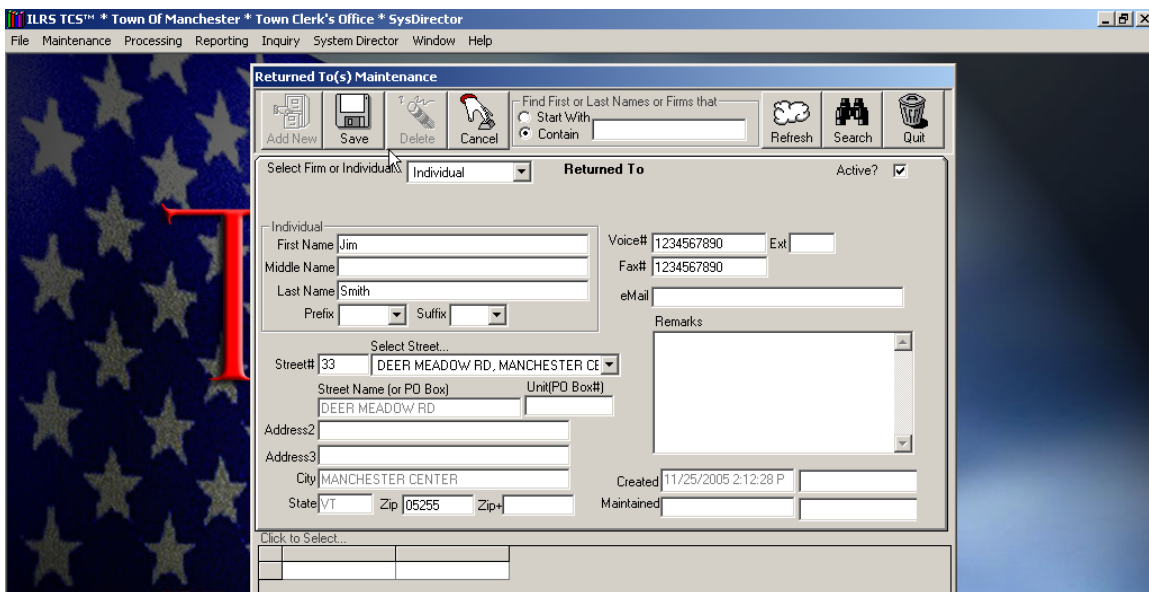 ILRS TCS™ * Town Of Manchester * Town Clerk's Office * SysDirector
File Maintenance Processing Reporting Inquiry System Director Window Help
Returned To(s) Maintenance
Add New Save Delete Cancel
Find First or Last Names or Firms that
Start With
Contain
Refresh Search Quit
Select Firm or Individual Individual Returned To Active?
Individual
First Name Jim
Middle Name
Last Name Smith
Prefix Suffix
Voice# 1234567890 Ext
Fax# 1234567890
eMail
Remarks
Select Street...
Street# 33 DEER MEADOW RD, MANCHESTER CE
Street Name (or PO Box) Unit(PO Box#)
DEER MEADOW RD
Address2
Address3
City MANCHESTER CENTER
State VT Zip 05255 Zip+
Created 11/25/2005 2:12:28 P
Maintained
Click to Select...
T